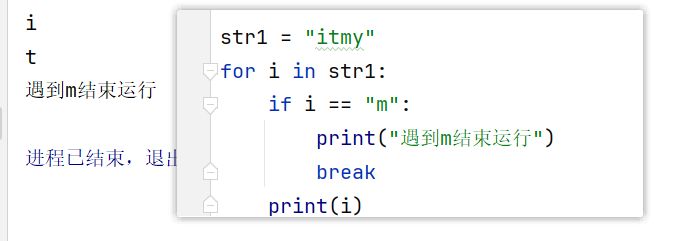 i
t
遇到m结束运行
进程已结束，退
str1 = "itmy"
for i in str1:
    if i == "m":
        print("遇到m结束运行")
        break
    print(i)